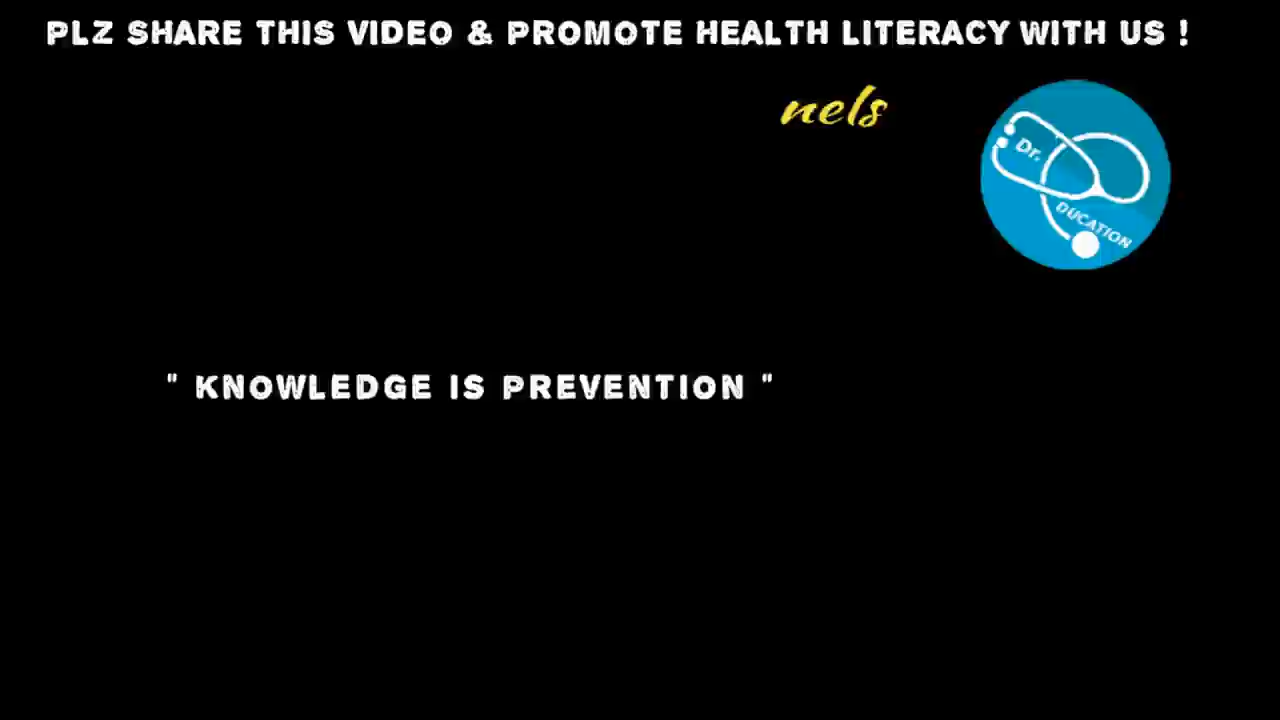 PLZ SHARE THIS VIDEO & PROMOTE HEALTH LITERACY WITH US !
nels
Dr.
DUCATION
" KNOWLEDGE IS PREVENTION "